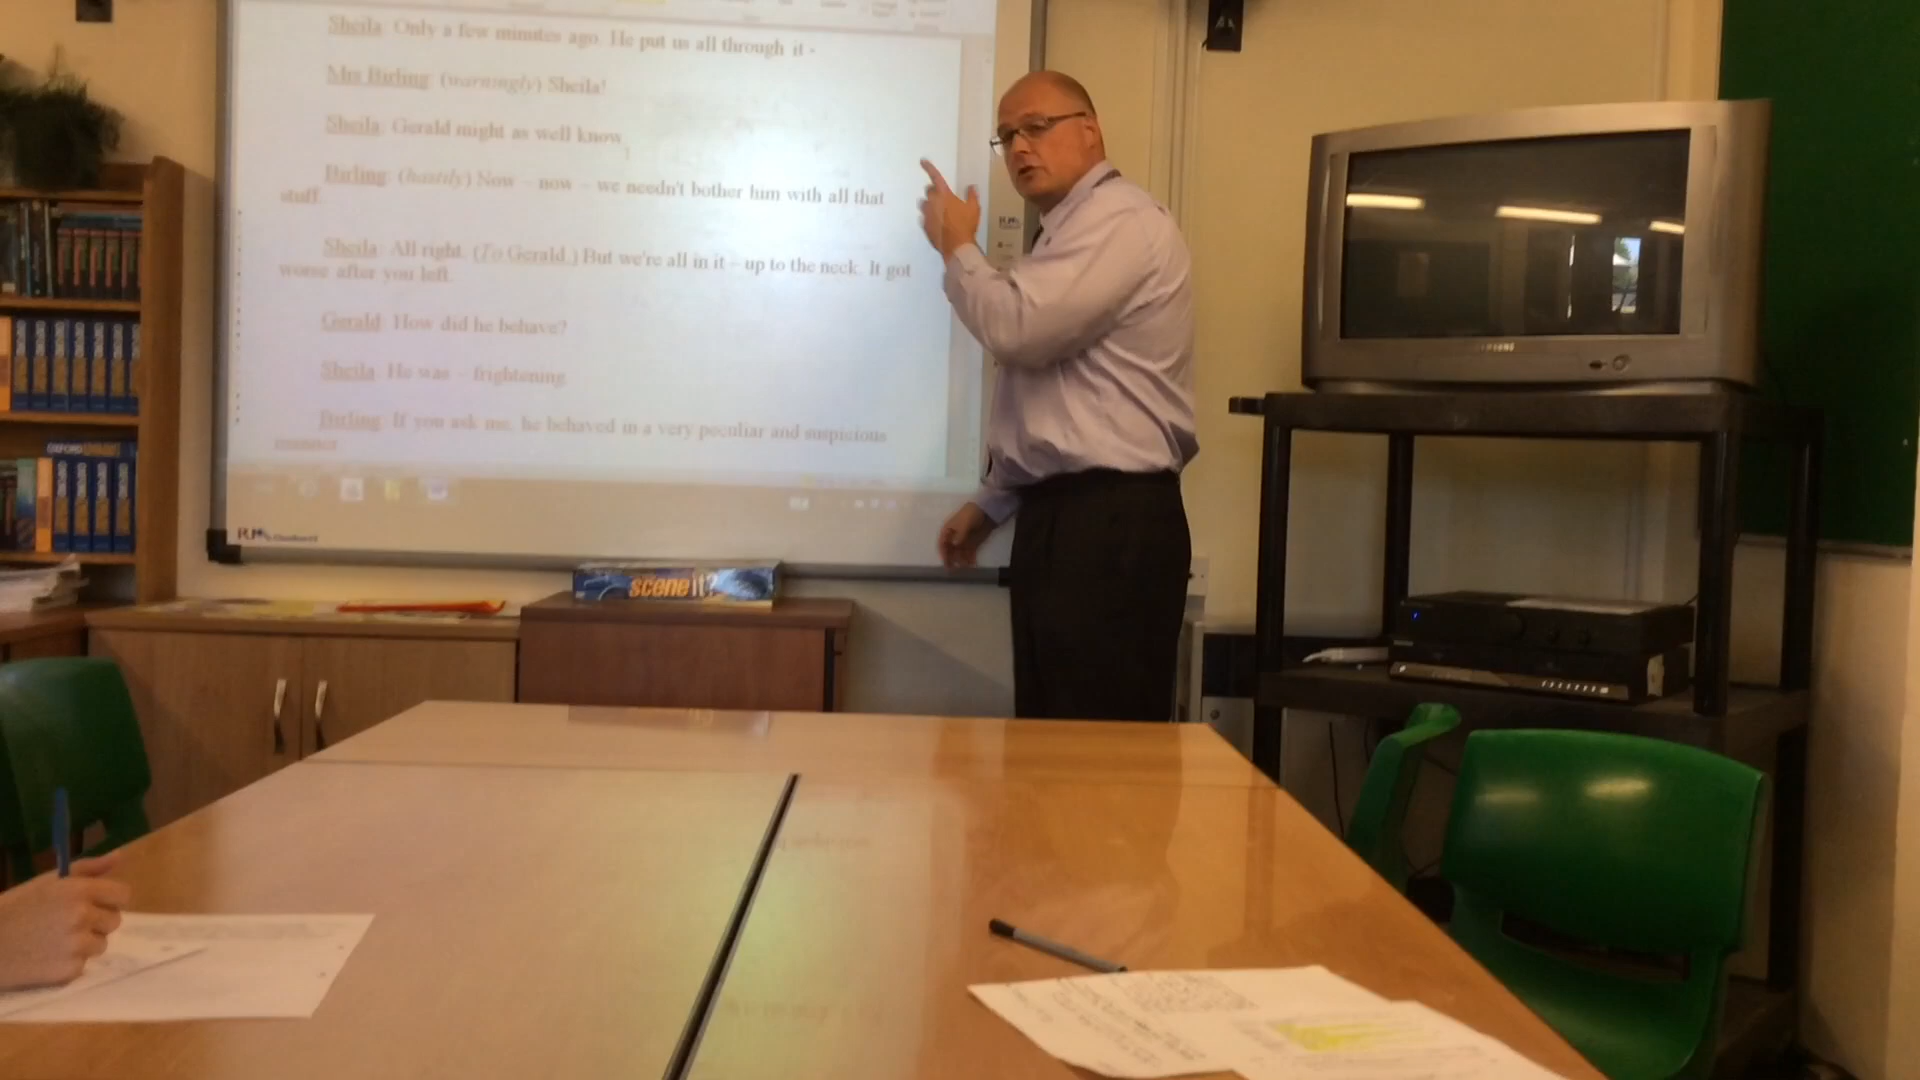 Sheila: Only a few minutes ago. He put us all through it -
Mrs Birling: (warningly) Sheila!
Sheila: Gerald might as well know.
Birling: (hastily) Now – now – we needn't bother him with all that
stuff.
Sheila: All right. (To Gerald.) But we're all in it – up to the neck. It got
worse after you left.
Gerald: How did he behave?
Sheila: He was – frightening.
Birling: If you ask me, he behaved in a very peculiar and suspicious
manner.
RM
scene it?
SAMSUNG
OXFORD